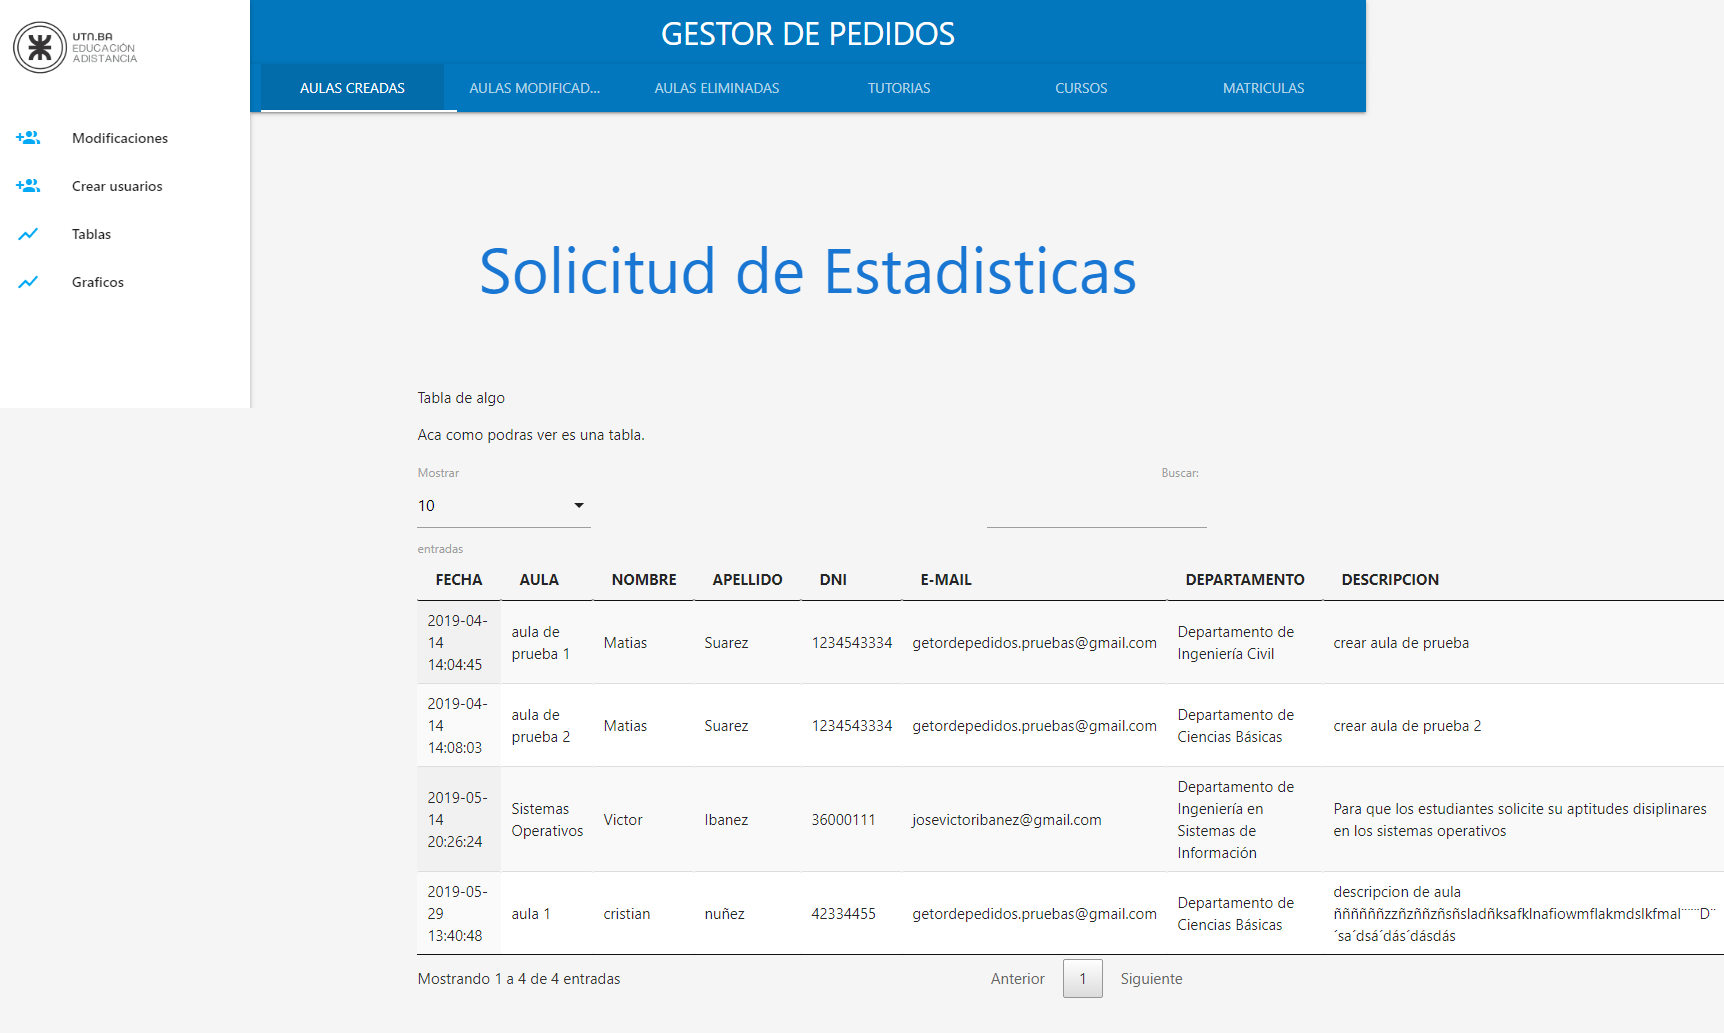 UTN.BA
EDUCACIÓN
ADISTANCIA
GESTOR DE PEDIDOS
AULAS CREADAS AULAS MODIFICAD... AULAS ELIMINADAS TUTORIAS CURSOS MATRICULAS
Modificaciones
Crear usuarios
Tablas
Graficos
Solicitud de Estadisticas
Tabla de algo
Aca como podras ver es una tabla.
Mostrar Buscar:
10
entradas
FECHA AULA NOMBRE APELLIDO DNI E-MAIL DEPARTAMENTO DESCRIPCION
2019-04-
14
14:04:45
aula de
prueba 1
Matias
Suarez
1234543334
getordepedidos.pruebas@gmail.com
Departamento de
Ingeniería Civil
crear aula de prueba
2019-04-
14
14:08:03
aula de
prueba 2
Matias
Suarez
1234543334
getordepedidos.pruebas@gmail.com
Departamento de
Ciencias Básicas
crear aula de prueba 2
2019-05-
14
20:26:24
Sistemas
Operativos
Victor
Ibanez
36000111
josevictoribanez@gmail.com
Departamento de
Ingeniería en
Sistemas de
Información
Para que los estudiantes solicite su aptitudes disiplinares
en los sistemas operativos
2019-05-
29
13:40:48
aula 1
cristian
nuñez
42334455
getordepedidos.pruebas@gmail.com
Departamento de
Ciencias Básicas
descripcion de aula
´sa´dsá´dás´dásdás
Mostrando 1 a 4 de 4 entradas
Anterior 1 Siguiente